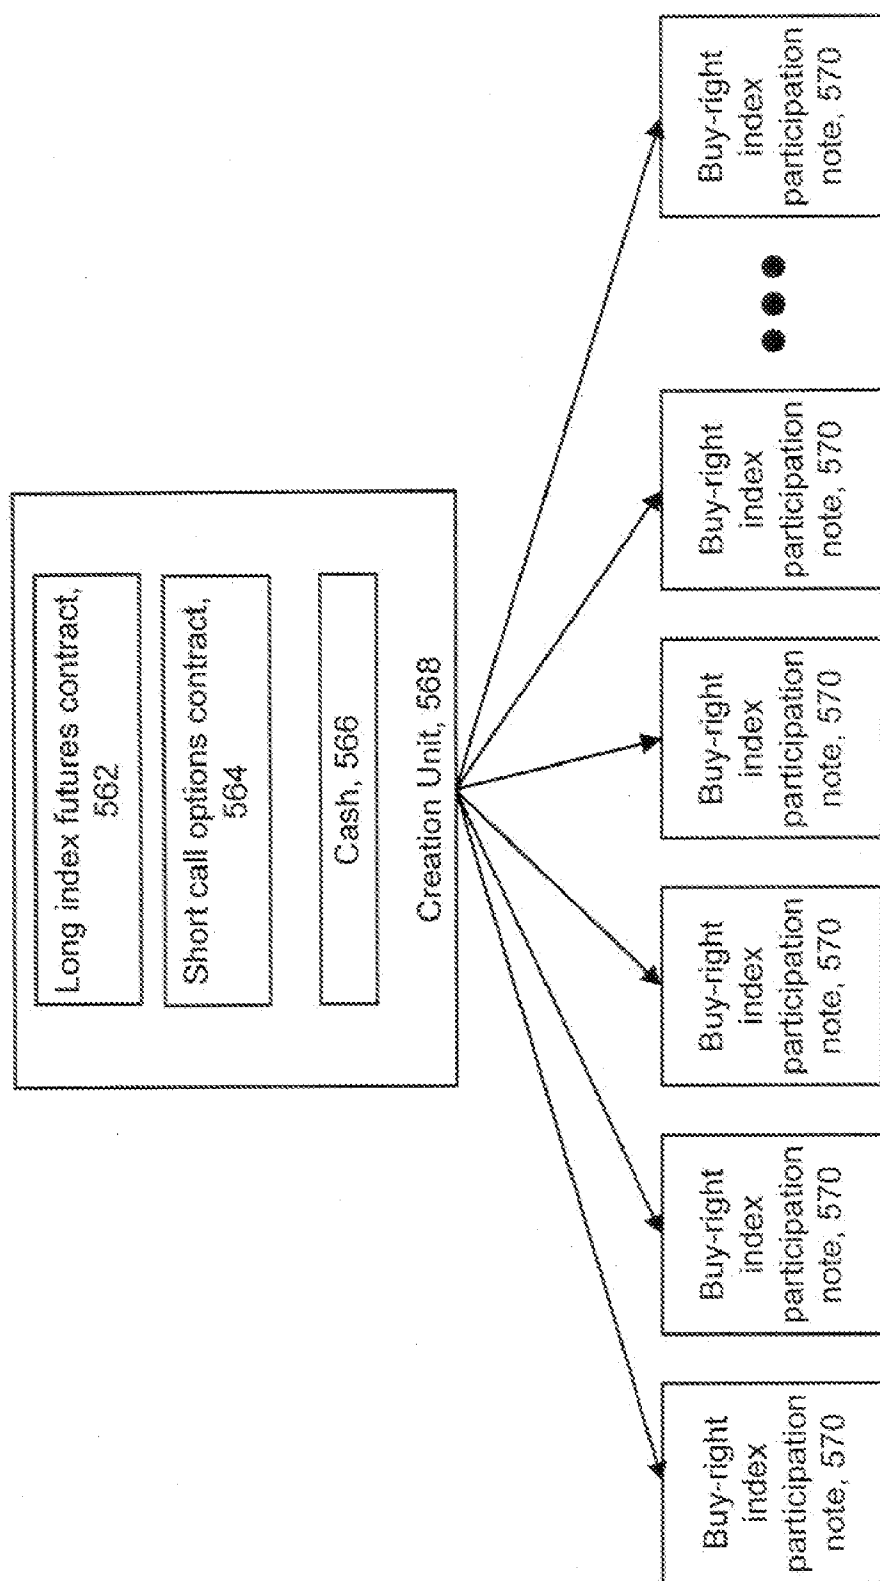 Long index futures contract,
562
Short call options contract,
564
Cash, 566
Creation Unit, 568
Buy-right
index
participation
note, 570
Buy-right
index
participation
note, 570
Buy-right
index
participation
note, 570
Buy-right
index
participation
note, 570
Buy-right
index
participation
note, 570
Buy-right
index
participation
note, 570